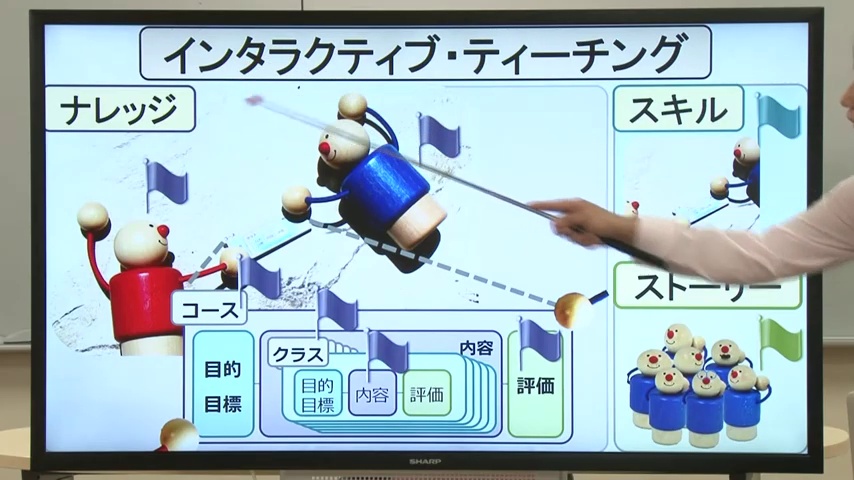 インタラクティブ・ティーチング
ナレッジ
スキル
コース
クラス
内容
目的
目標
目的
目標
内容
評価
評価
ストーリー
SHARP